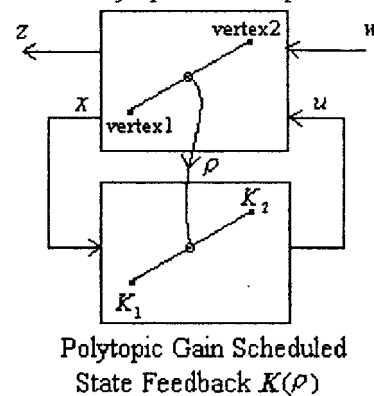 z
vertex2
x
vertex1
u
ρ
K₂
K₁
Polytopic Gain Scheduled
State Feedback K(ρ)